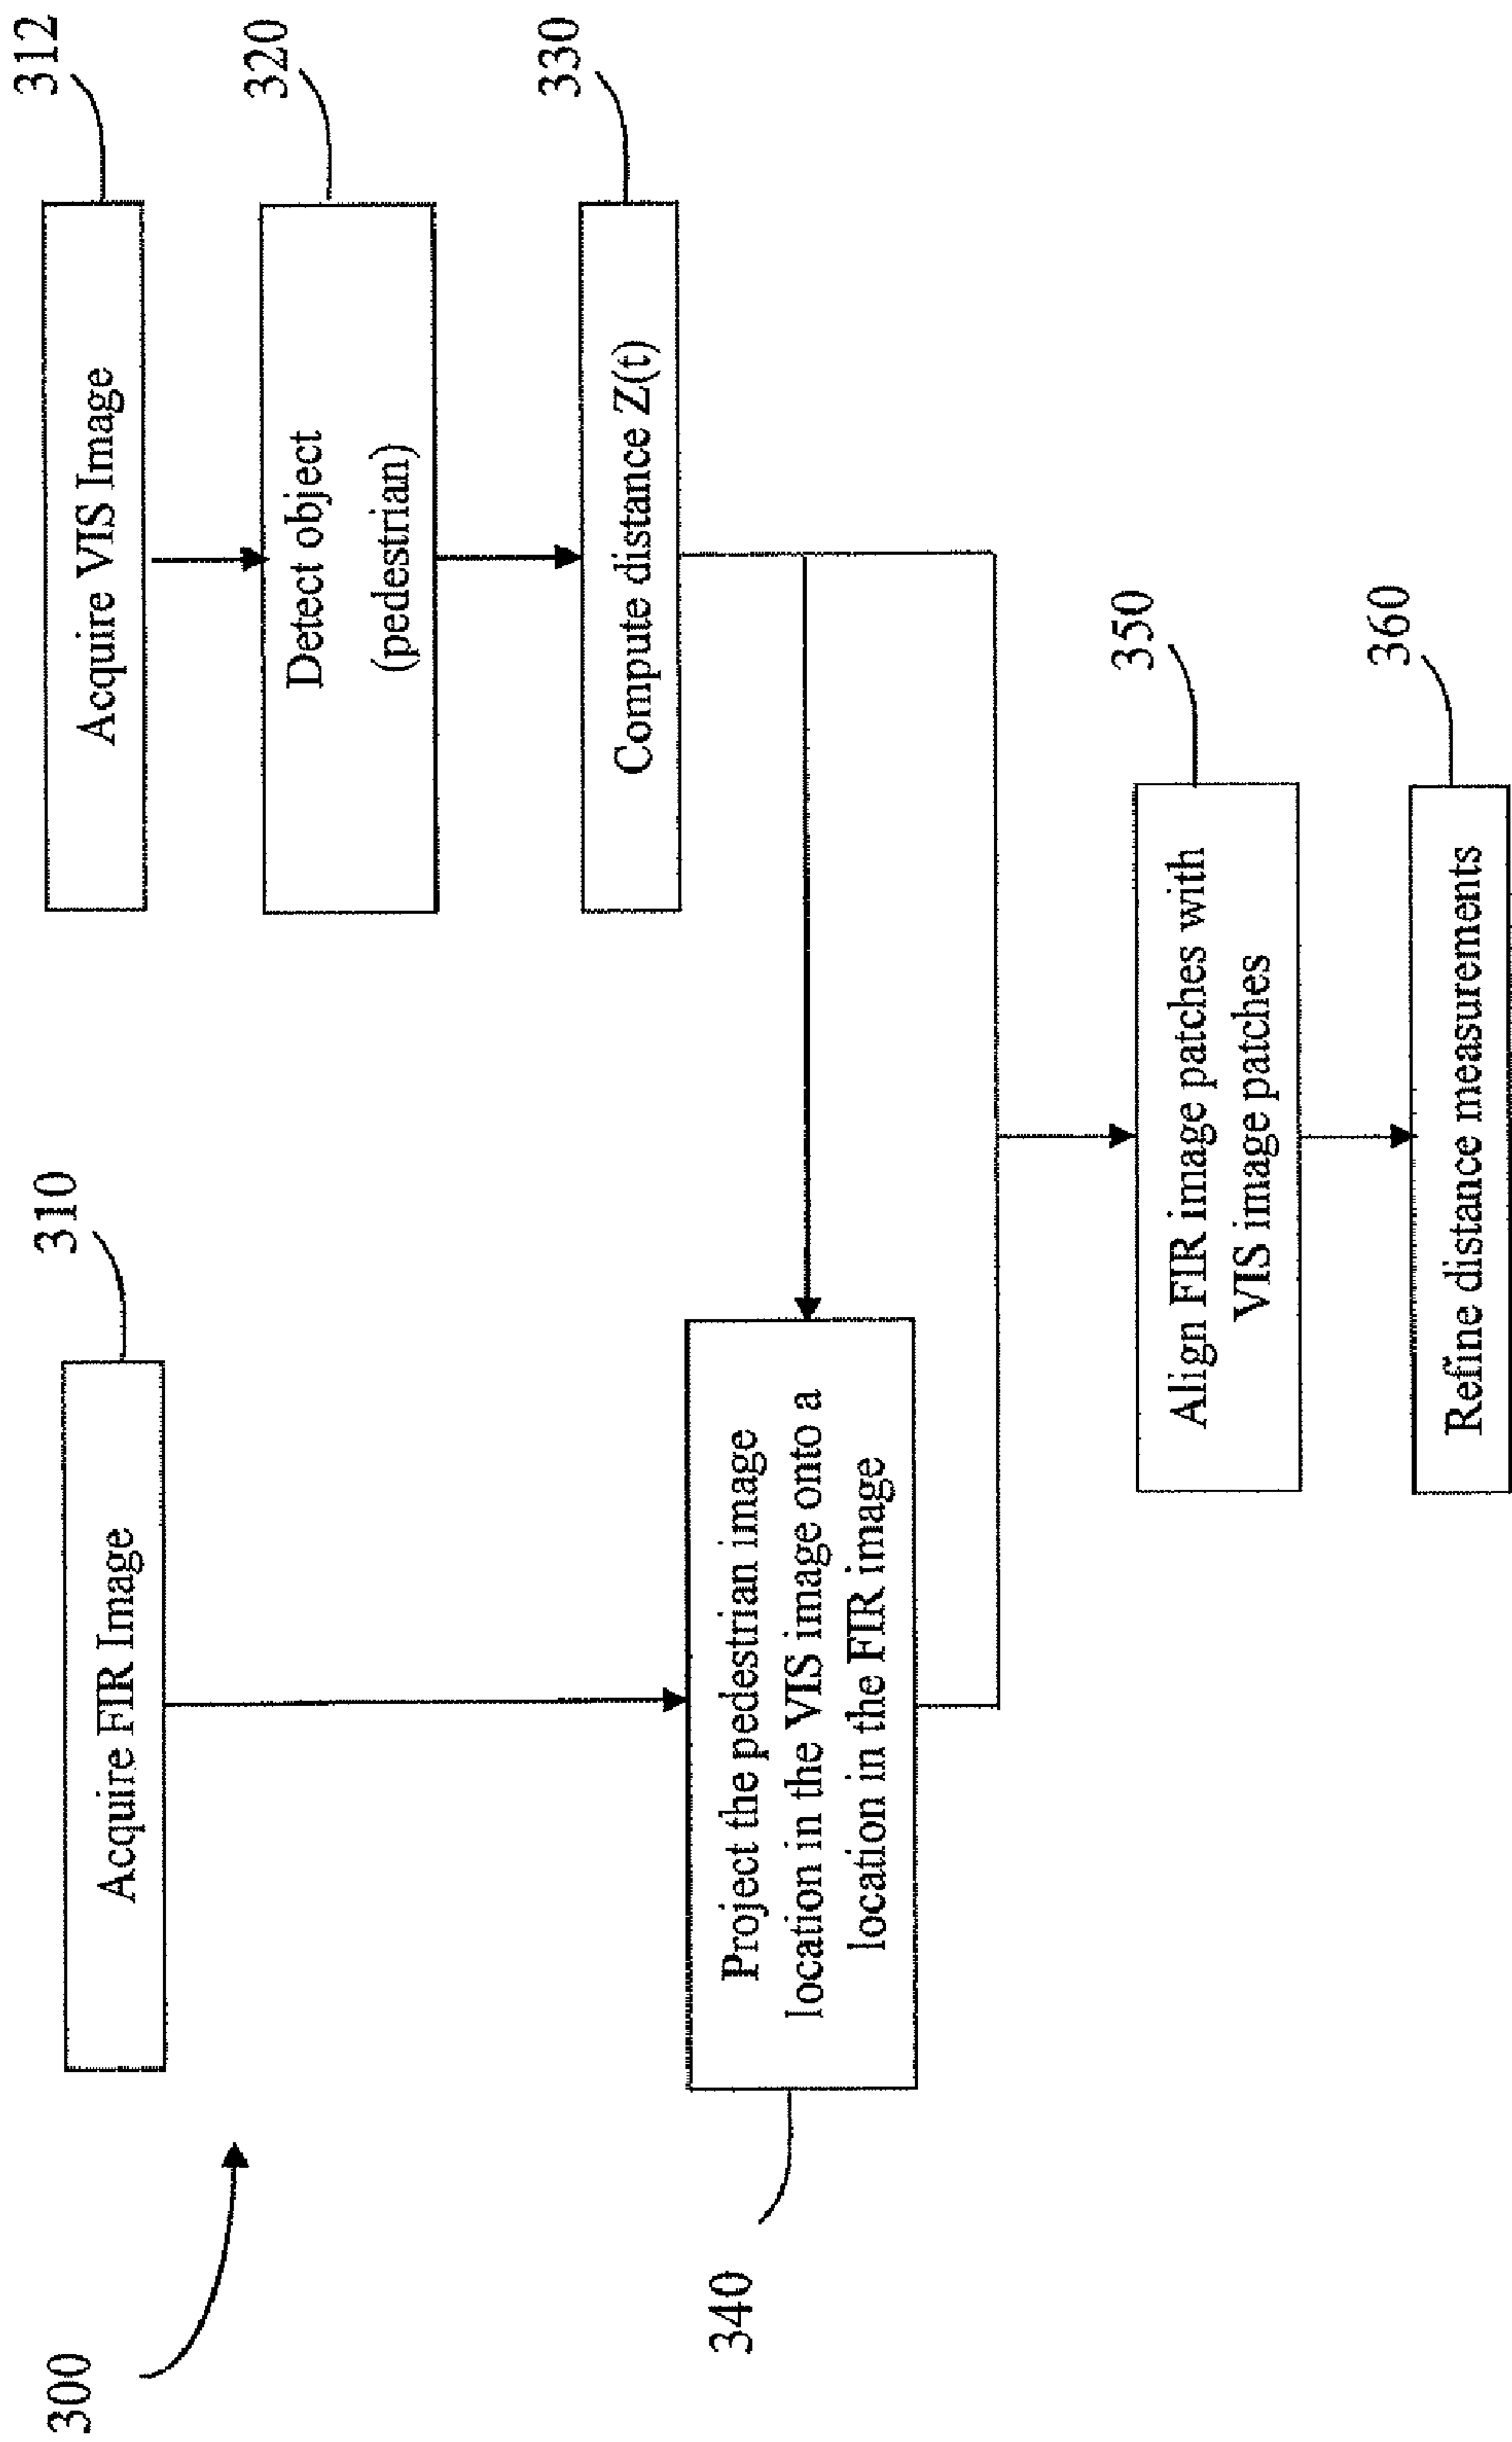 300
310
Acquire FIR Image
312
Acquire VIS Image
320
Detect object
(pedestrian)
330
Compute distance Z(t)
340
Project the pedestrian image
location in the VIS image onto a
location in the FIR image
350
Align FIR image patches with
VIS image patches
360
Refine distance measurements